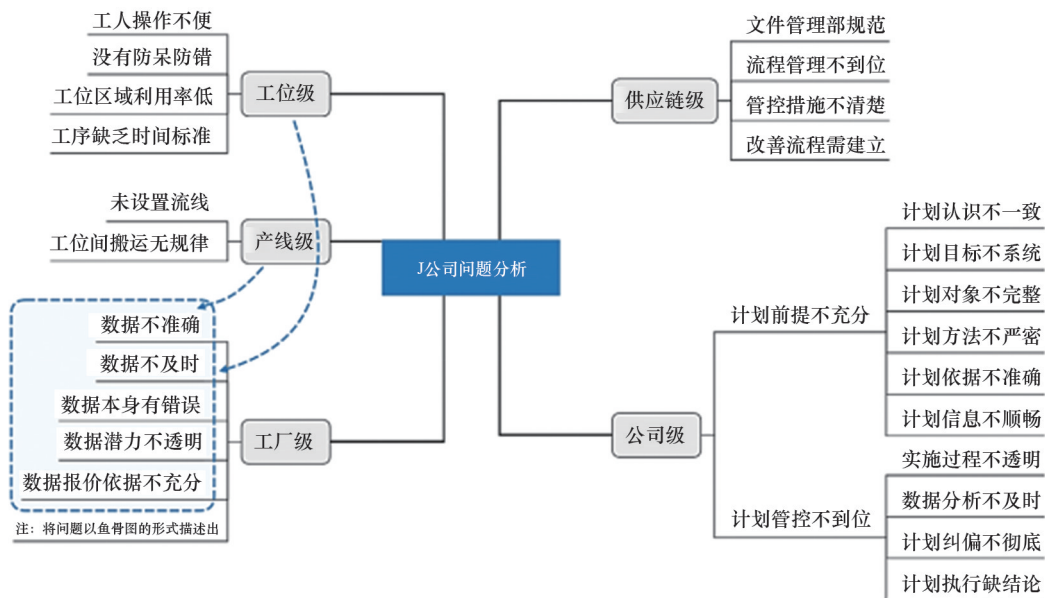 工人操作不便
没有防呆防错
工位区域利用率低
工序缺乏时间标准
工位级
未设置流线
工位间搬运无规律
产线级
数据不准确
数据不及时
数据本身有错误
数据潜力不透明
数据报价依据不充分
注：将问题以鱼骨图的形式描述出
工厂级
J公司问题分析
供应链级
文件管理部规范
流程管理不到位
管控措施不清楚
改善流程需建立
公司级
计划前提不充分
计划认识不一致
计划目标不系统
计划对象不完整
计划方法不严密
计划依据不准确
计划信息不顺畅
计划管控不到位
实施过程不透明
数据分析不及时
计划纠偏不彻底
计划执行缺结论